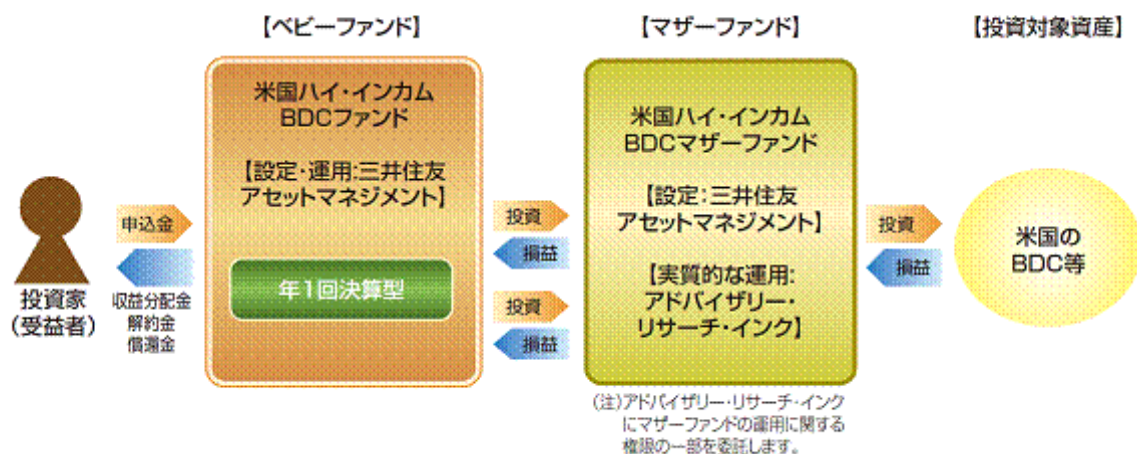 【ベビーファンド】
【マザーファンド】
【投資対象資産】
米国ハイ・インカム
BDCファンド
【設定・運用:三井住友
アセットマネジメント】
年1回決算型
米国ハイ・インカム
BDCマザーファンド
【設定:三井住友
アセットマネジメント】
【実質的な運用:
アドバイザリー・
リサーチ・インク】
投資家
(受益者)
申込金
収益分配金
解約金
償還金
投資
損益
投資
損益
投資
損益
米国の
BDC等
(注)アドバイザリー・リサーチ・インク
にマザーファンドの運用に関する
権限の一部を委託します。